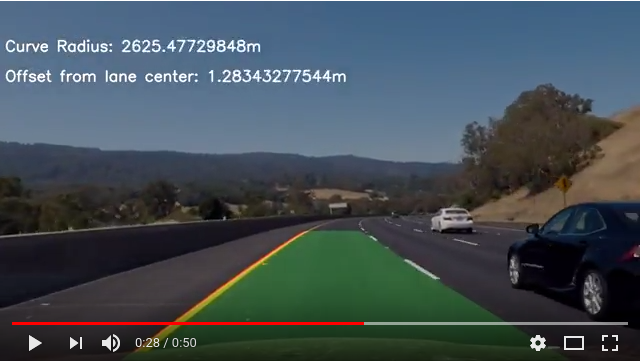 Curve Radius: 2625.47729848m
Offset from lane center: 1.28343277544m
0:28 / 0:50